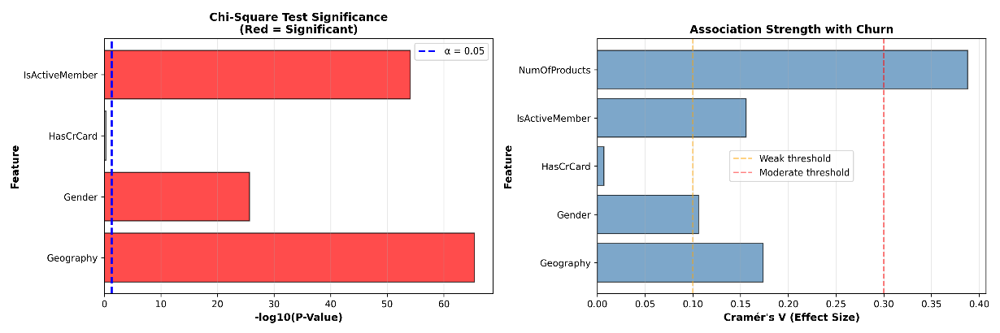 Chi-Square Test Significance
(Red = Significant)
α = 0.05
IsActiveMember
HasCrCard
Gender
Geography
Feature
0 10 20 30 40 50 60
-log10(P-Value)
Association Strength with Churn
NumOfProducts
IsActiveMember
HasCrCard
Gender
Geography
Feature
Weak threshold
Moderate threshold
0.00 0.05 0.10 0.15 0.20 0.25 0.30 0.35 0.40
Cramér's V (Effect Size)